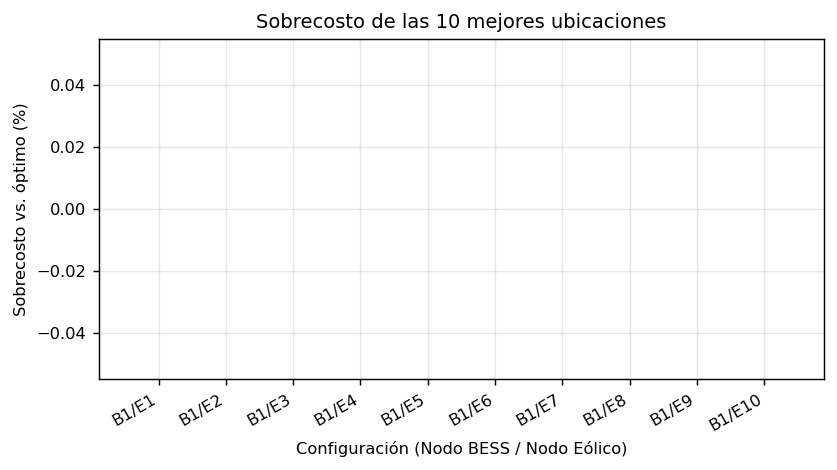 Sobrecosto de las 10 mejores ubicaciones
Sobrecosto vs. óptimo (%)
0.04
0.02
0.00
−0.02
−0.04
B1/E1
B1/E2
B1/E3
B1/E4
B1/E5
B1/E6
B1/E7
B1/E8
B1/E9
B1/E10
Configuración (Nodo BESS / Nodo Eólico)